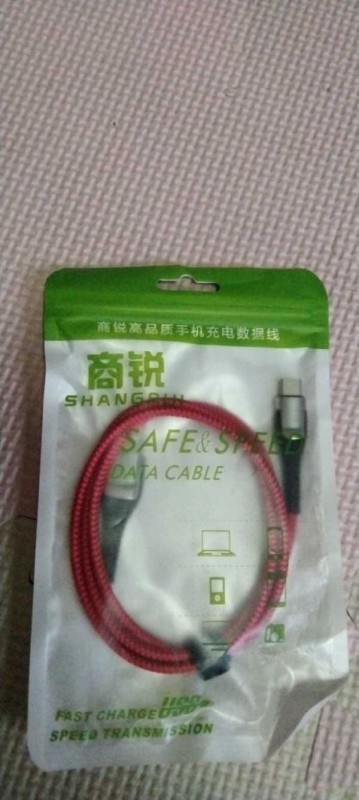 商锐高品质手机充电数据线
商锐
SHANGRUI
SAFE & SPEED
DATA CABLE
FAST CHARGE
SPEED TRANSMISSION